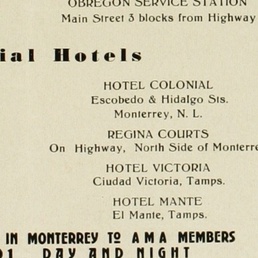 OBREGON SERVICE STATION
Main Street 3 blocks from Highway
ial Hotels
HOTEL COLONIAL
Escobedo & Hidalgo Sts.
Monterrey, N. L.
REGINA COURTS
On Highway, North Side of Monterre
HOTEL VICTORIA
Ciudad Victoria, Tamps.
HOTEL MANTE
El Mante, Tamps.
IN MONTERREY TO AMA MEMBERS
01 DAY AND NIGHT